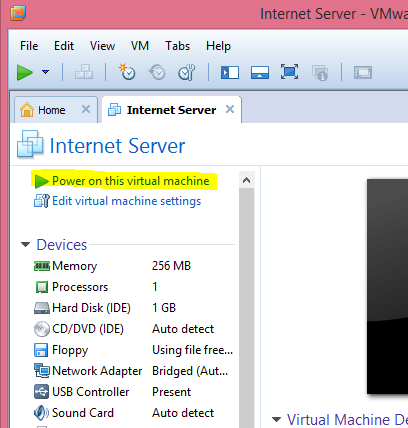 Internet Server - VMwa
File Edit View VM Tabs Help
Home Internet Server
Internet Server
Power on this virtual machine
Edit virtual machine settings
Devices
Memory 256 MB
Processors 1
Hard Disk (IDE) 1 GB
CD/DVD (IDE) Auto detect
Floppy Using file free...
Network Adapter Bridged (Aut...
USB Controller Present
Sound Card Auto detect
Virtual Machine De